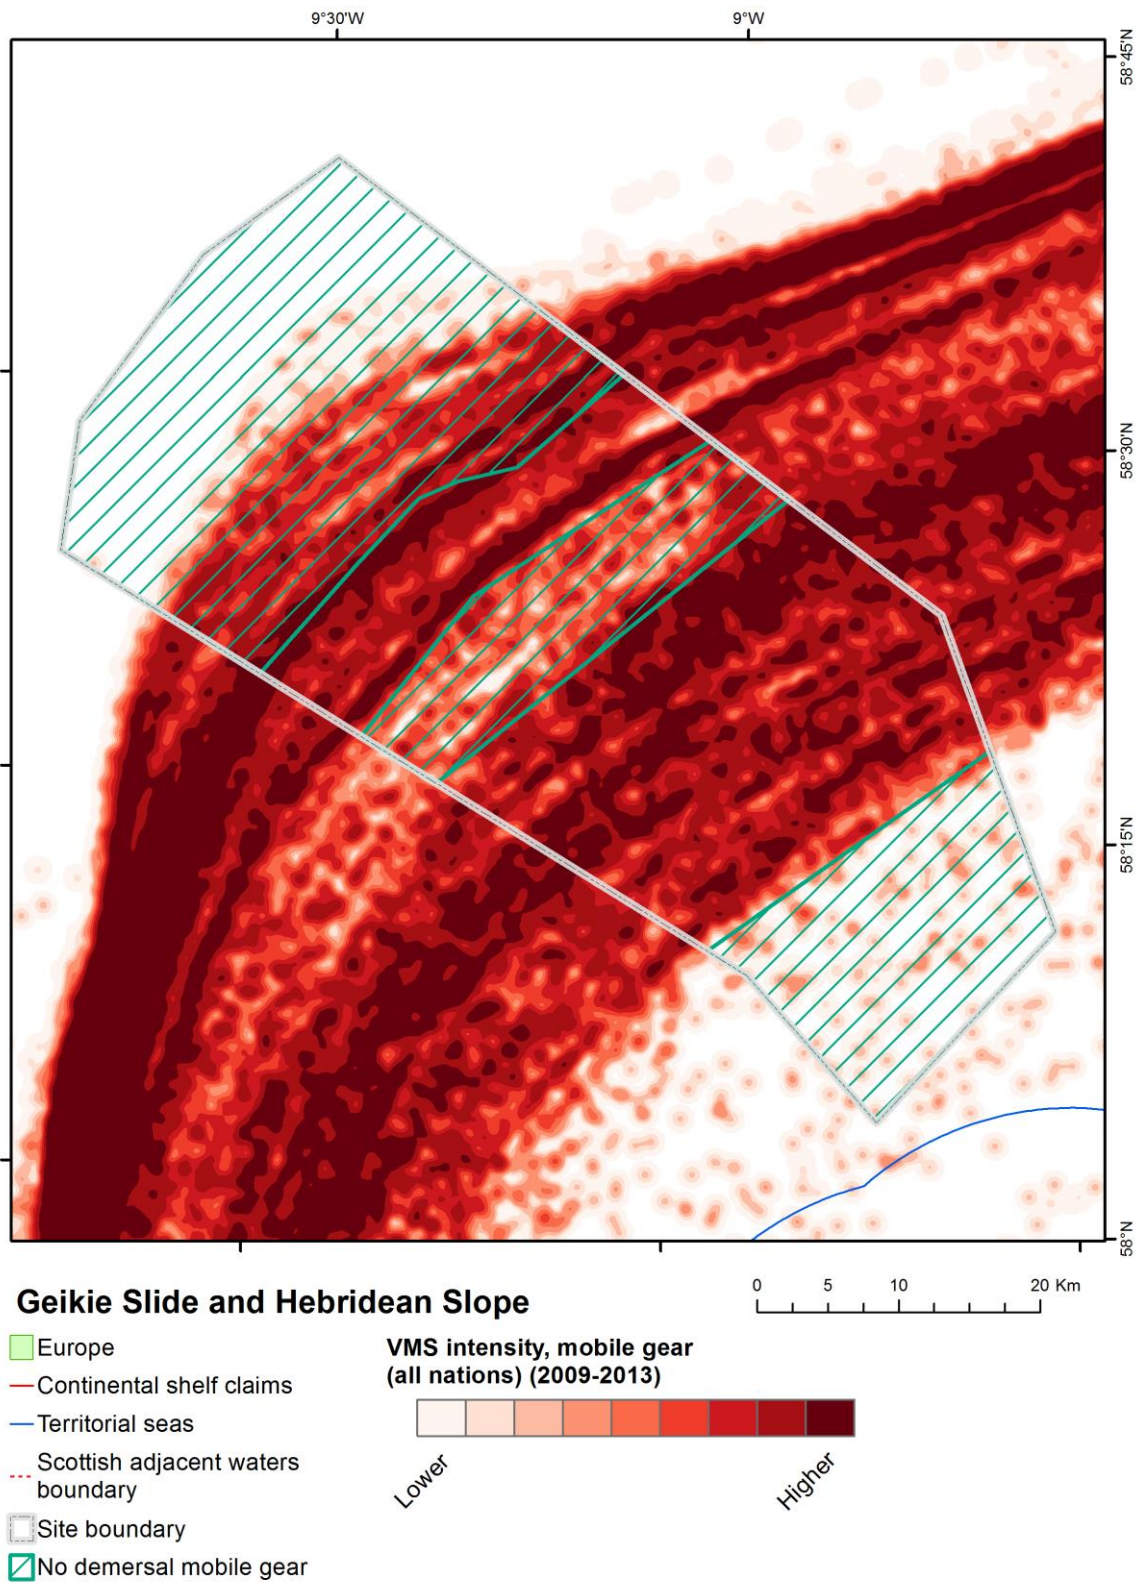 9°30'W
9°W
58°45'N
58°30'N
58°15'N
58°N
Geikie Slide and Hebridean Slope
0 5 10 20 Km
Europe
Continental shelf claims
Territorial seas
Scottish adjacent waters
boundary
Site boundary
No demersal mobile gear
VMS intensity, mobile gear
(all nations) (2009-2013)
Lower
Higher